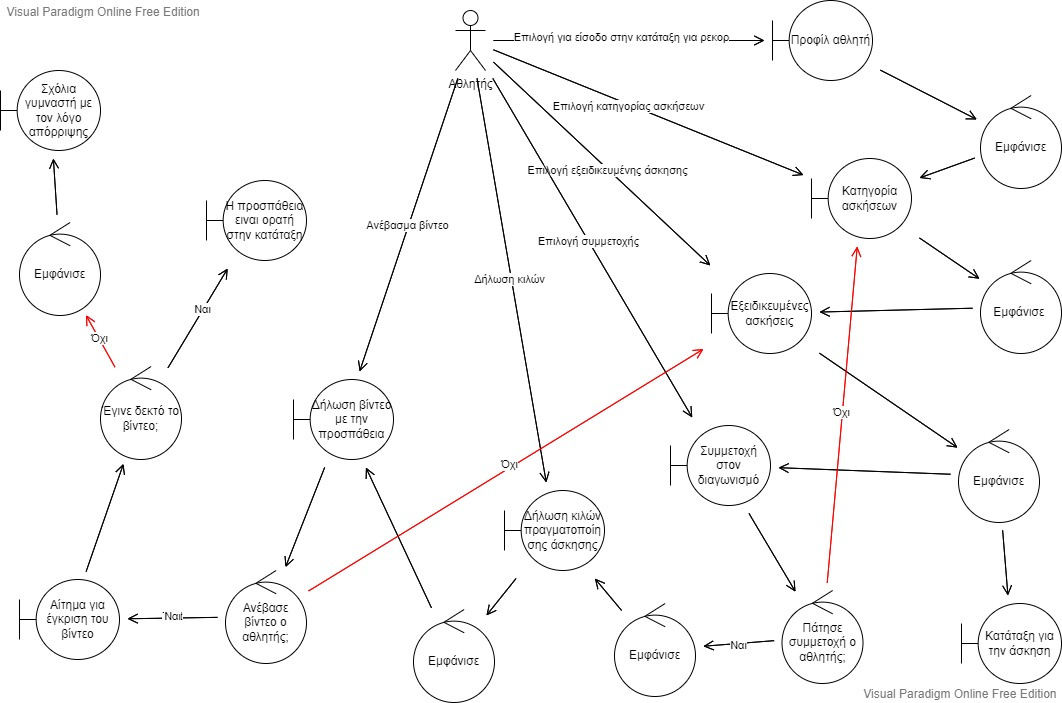 Visual Paradigm Online Free Edition
Αθλητής
Επιλογή για είσοδο στην κατάταξη για ρεκορ
Προφίλ αθλητή
Εμφάνισε
Επιλογή κατηγορίας ασκήσεων
Κατηγορία
ασκήσεων
Εμφάνισε
Επιλογή εξειδικευμένης άσκησης
Εξειδικευμένες
ασκήσεις
Επιλογή συμμετοχής
Εμφάνισε
Συμμετοχή
στον
διαγωνισμό
Όχι
Κατάταξη για
την άσκηση
Πάτησε
συμμετοχή ο
αθλητής;
Ναι
Εμφάνισε
Δήλωση κιλών
Δήλωση κιλών
πραγματοποίη
σης άσκησης
Εμφάνισε
Ανέβασμα βίντεο
Δήλωση βίντεο
με την
προσπάθεια
Όχι
Ανέβασε
βίντεο ο
αθλητής;
Ναιt
Αίτημα για
έγκριση του
βίντεο
Έγινε δεκτό το
βίντεο;
Ναι
Η προσπάθεια
ειναι ορατή
στην κατάταξη
Όχι
Εμφάνισε
Σχόλια
γυμναστή με
τον λόγο
απόρριψης
Visual Paradigm Online Free Edition